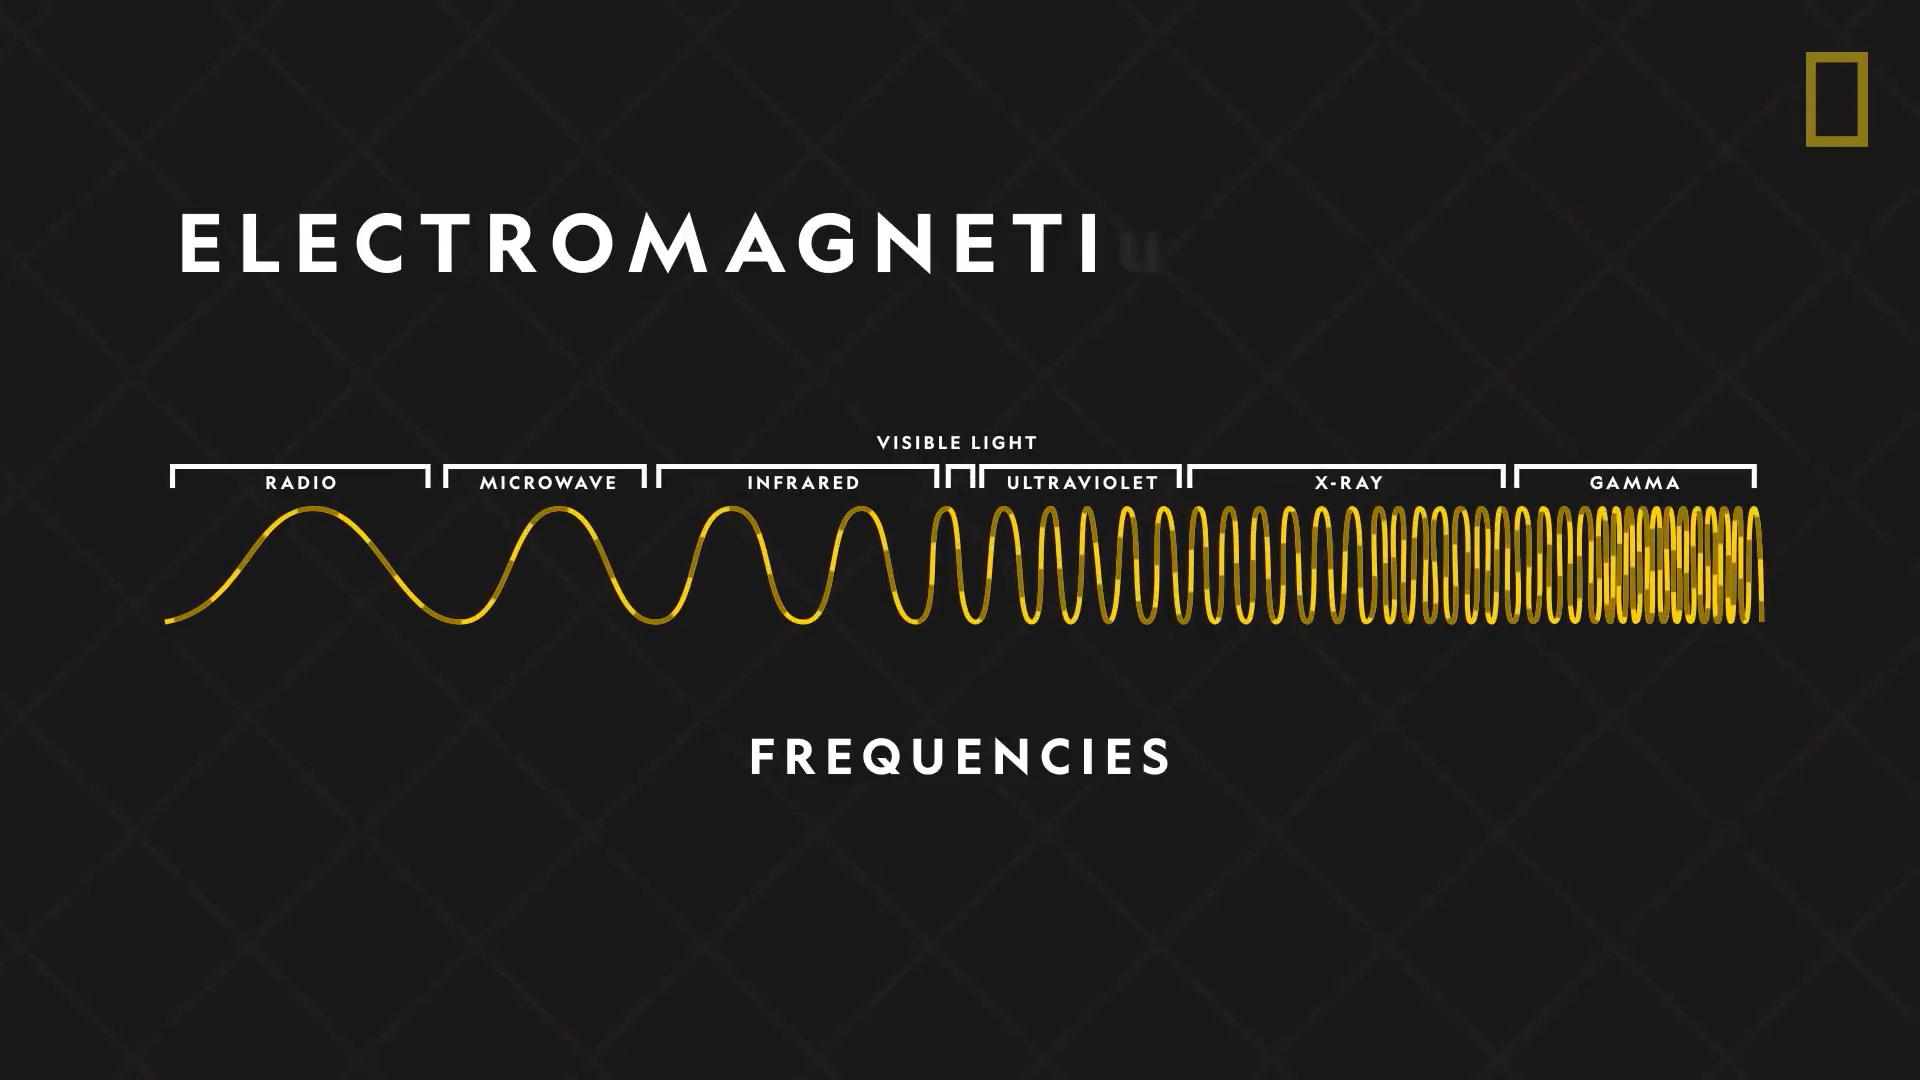 ELECTROMAGNETI
VISIBLE LIGHT
RADIO MICROWAVE INFRARED ULTRAVIOLET X-RAY GAMMA
FREQUENCIES